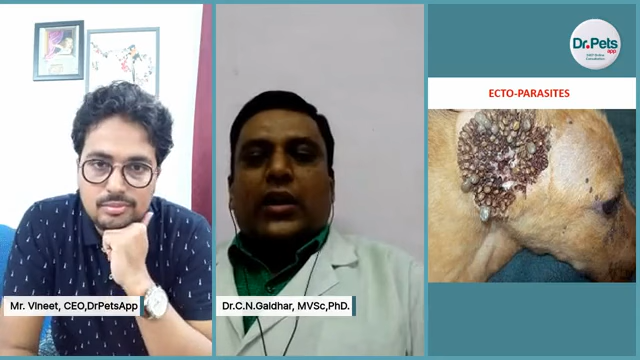 Dr.Pets
app
ECTO-PARASITES
Mr. Vineet, CEO,DrPetsApp
Dr.C.N.Galdhar, MVSc,PhD.